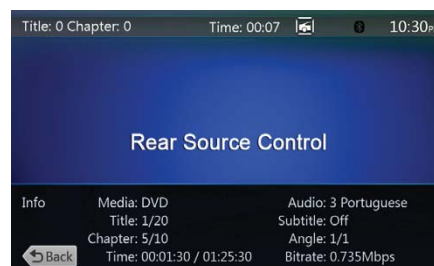 Title: 0 Chapter: 0 Time: 00:07 10:30P
Rear Source Control
Info Media: DVD Audio: 3 Portuguese
Title: 1/20 Subtitle: Off
Chapter: 5/10 Angle: 1/1
Back Time: 00:01:30 / 01:25:30 Bitrate: 0.735Mbps